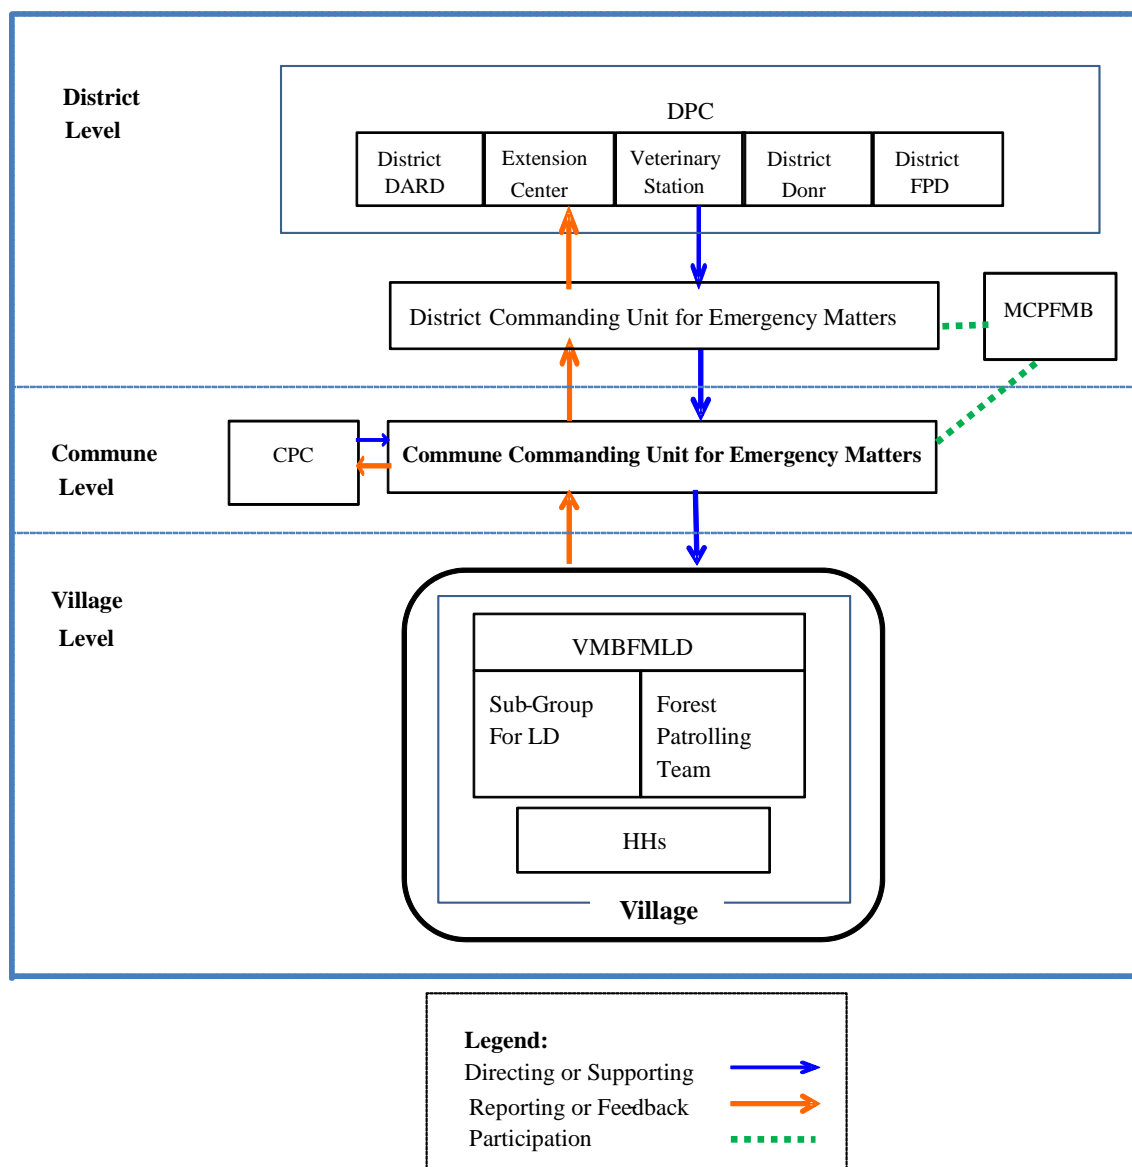 District
Level
DPC
District
DARD
Extension
Center
Veterinary
Station
District
Donr
District
FPD
District Commanding Unit for Emergency Matters
MCPFMB
Commune
Level
CPC
Commune Commanding Unit for Emergency Matters
Village
Level
VMBFMLD
Sub-Group
For LD
Forest
Patrolling
Team
HHs
Village
Legend:
Directing or Supporting
Reporting or Feedback
Participation